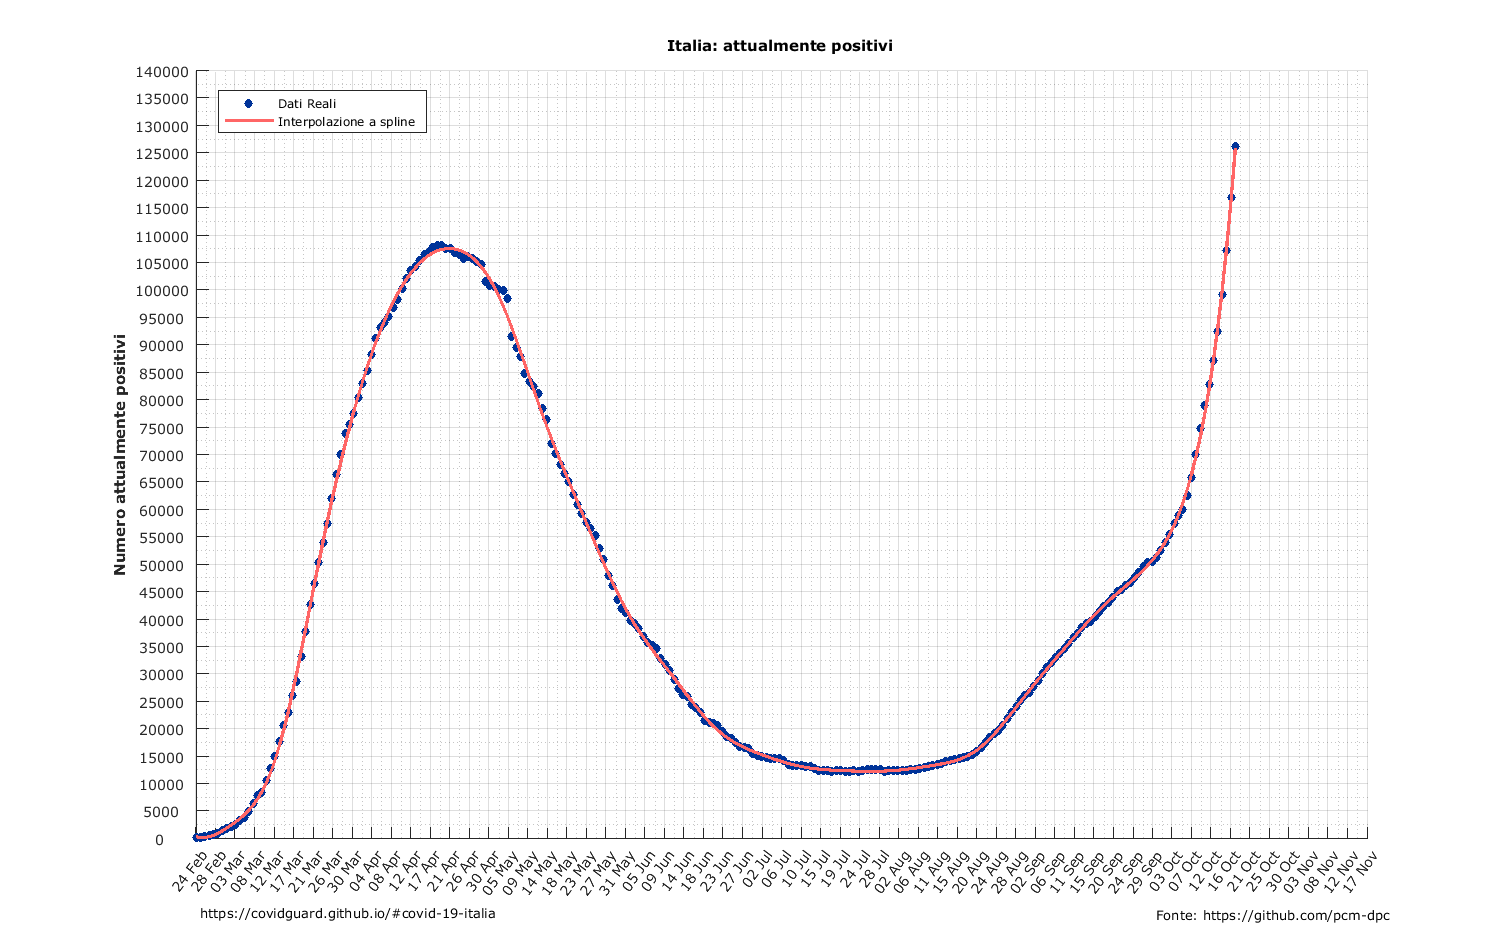 Italia: attualmente positivi
140000
135000
130000
125000
120000
115000
110000
105000
100000
95000
90000
85000
80000
75000
70000
65000
60000
55000
50000
45000
40000
35000
30000
25000
20000
15000
10000
5000
0
Dati Reali
Interpolazione a spline
Numero attualmente positivi
24 Feb
28 Feb
03 Mar
08 Mar
12 Mar
17 Mar
21 Mar
26 Mar
30 Mar
04 Apr
08 Apr
12 Apr
17 Apr
21 Apr
26 Apr
30 Apr
05 May
09 May
14 May
18 May
23 May
27 May
31 May
05 Jun
09 Jun
14 Jun
18 Jun
23 Jun
27 Jun
02 Jul
06 Jul
10 Jul
15 Jul
19 Jul
24 Jul
28 Jul
02 Aug
06 Aug
11 Aug
15 Aug
20 Aug
24 Aug
28 Aug
02 Sep
06 Sep
11 Sep
15 Sep
20 Sep
24 Sep
29 Sep
03 Oct
07 Oct
12 Oct
16 Oct
21 Oct
25 Oct
30 Oct
03 Nov
08 Nov
12 Nov
17 Nov
https://covidguard.github.io/#covid-19-italia
Fonte: https://github.com/pcm-dpc